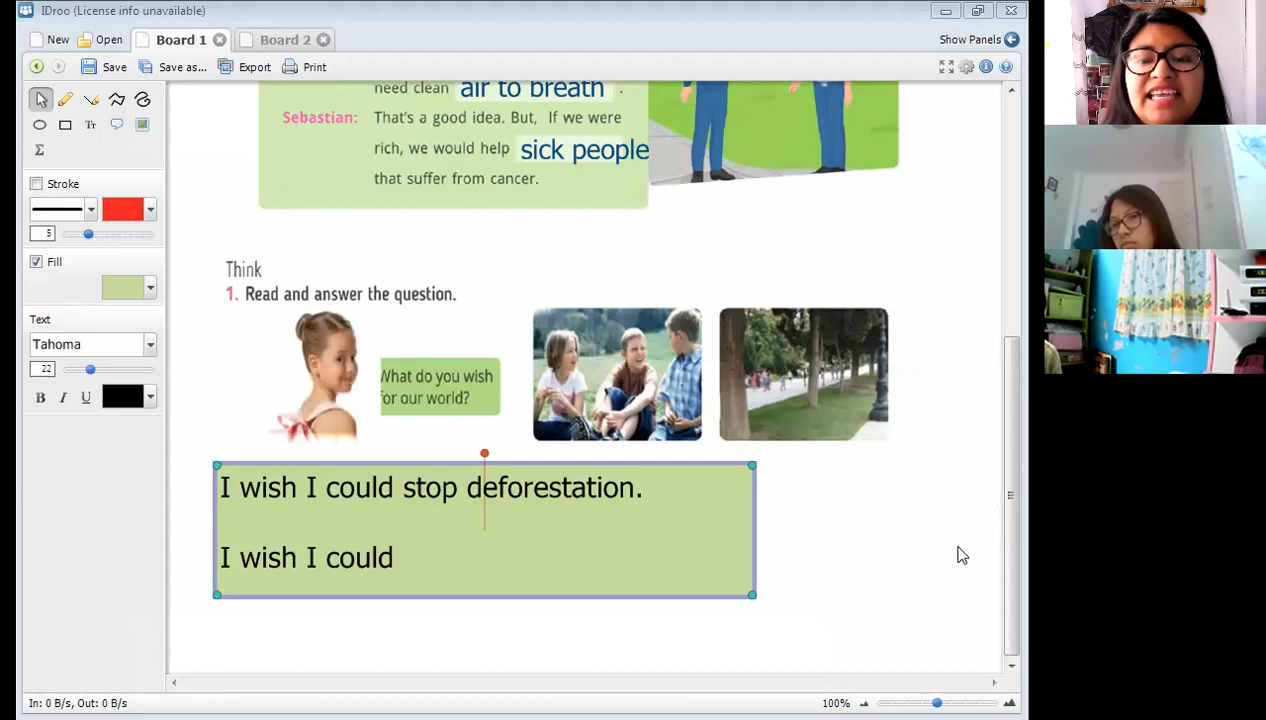 IDroo (License info unavailable)
New Open Board 1 Board 2 Show Panels
Save Save as... Export Print
Stroke
5
Fill
Text
Tahoma
22
B I U
Tr
Σ
need clean air to breath .
Sebastian: That's a good idea. But, If we were
rich, we would help sick people
that suffer from cancer.
Think
1. Read and answer the question.
What do you wish
for our world?
I wish I could stop deforestation.
I wish I could
In: 0 B/s, Out: 0 B/s 100%